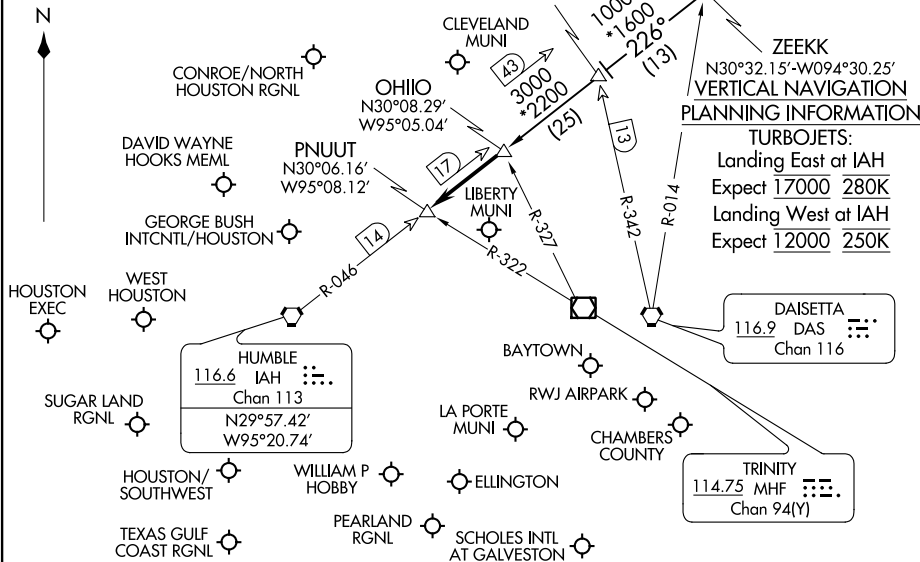 N
CLEVELAND
MUNI
1000
*1600
226°
(13)
CONROE/NORTH
HOUSTON RGNL
43
3000
*2200
(25)
ZEEKK
N30°32.15'-W094°30.25'
VERTICAL NAVIGATION
PLANNING INFORMATION
TURBOJETS:
Landing East at IAH
Expect 17000 280K
Landing West at IAH
Expect 12000 250K
OHIIO
N30°08.29'
W95°05.04'
13
DAVID WAYNE
HOOKS MEML
PNUUT
N30°06.16'
W95°08.12'
17
LIBERTY
MUNI
R-327
R-342
R-014
GEORGE BUSH
INTCNTL/HOUSTON
14
R-046
R-322
HOUSTON
EXEC
WEST
HOUSTON
DAISETTA
116.9 DAS
Chan 116
HUMBLE
116.6 IAH
Chan 113
N29°57.42'
W95°20.74'
BAYTOWN
RWJ AIRPARK
SUGAR LAND
RGNL
LA PORTE
MUNI
CHAMBERS
COUNTY
HOUSTON/
SOUTHWEST
WILLIAM P
HOBBY
ELLINGTON
TRINITY
114.75 MHF
Chan 94(Y)
TEXAS GULF
COAST RGNL
PEARLAND
RGNL
SCHOLES INTL
AT GALVESTON